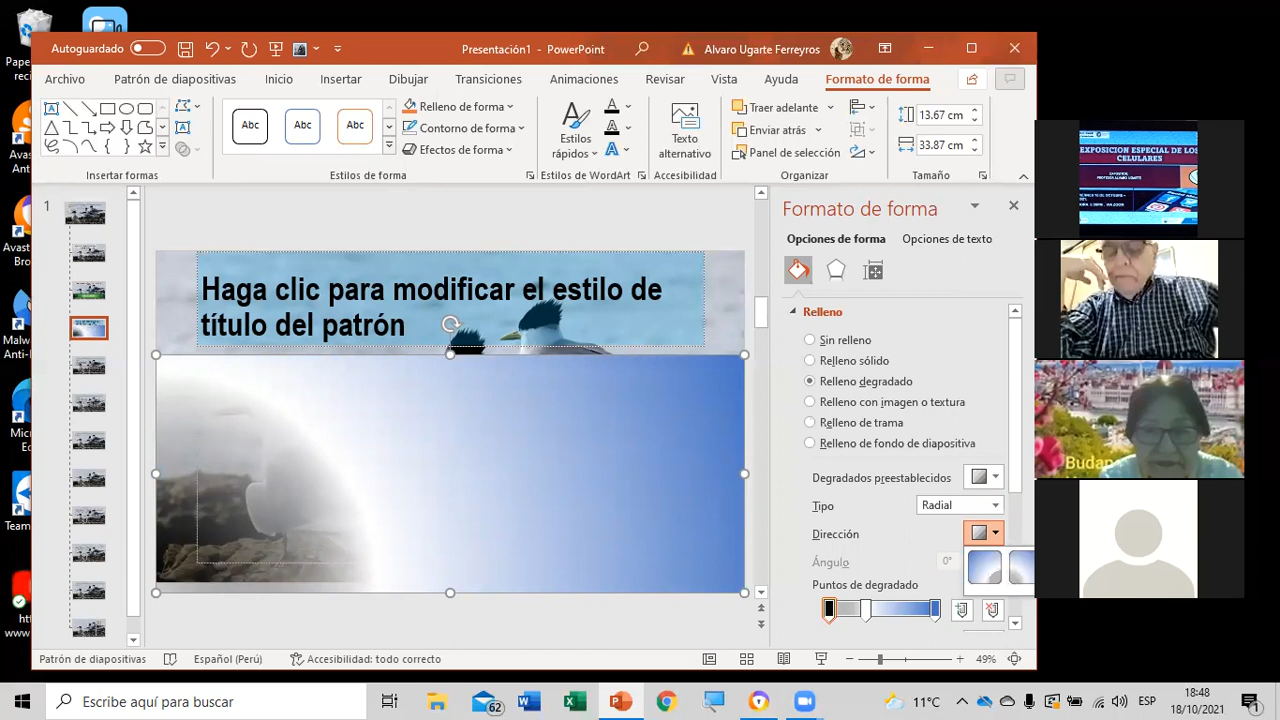 Autoguardado
Presentación1 - PowerPoint
Alvaro Ugarte Ferreyros
Archivo
Patrón de diapositivas
Inicio
Insertar
Dibujar
Transiciones
Animaciones
Revisar
Vista
Ayuda
Formato de forma
Abc
Abc
Abc
Relleno de forma
Contorno de forma
Efectos de forma
Estilos
rápidos
Texto
alternativo
Traer adelante
Enviar atrás
Panel de selección
13.67 cm
33.87 cm
Insertar formas
Estilos de forma
Estilos de WordArt
Accesibilidad
Organizar
Tamaño
1
Haga clic para modificar el estilo de
título del patrón
Formato de forma
Opciones de forma
Opciones de texto
Relleno
Sin relleno
Relleno sólido
Relleno degradado
Relleno con imagen o textura
Relleno de trama
Relleno de fondo de diapositiva
Degradados preestablecidos
Tipo
Radial
Dirección
Ángulo
0°
Puntos de degradado
EXPOSICION ESPECIAL DE LOS
CELULARES
Budap
Patrón de diapositivas
Español (Perú)
Accesibilidad: todo correcto
49%
Escribe aquí para buscar
62
11°C
ESP
18:48
18/10/2021
1